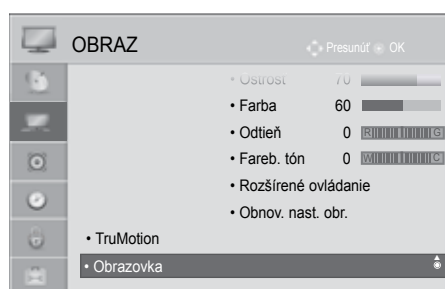 OBRAZ Presunúť OK
• Ostrosť 70
• Farba 60
• Odtieň 0 R G
• Fareb. tón 0 W C
• Rozšírené ovládanie
• Obnov. nast. obr.
• TruMotion
• Obrazovka